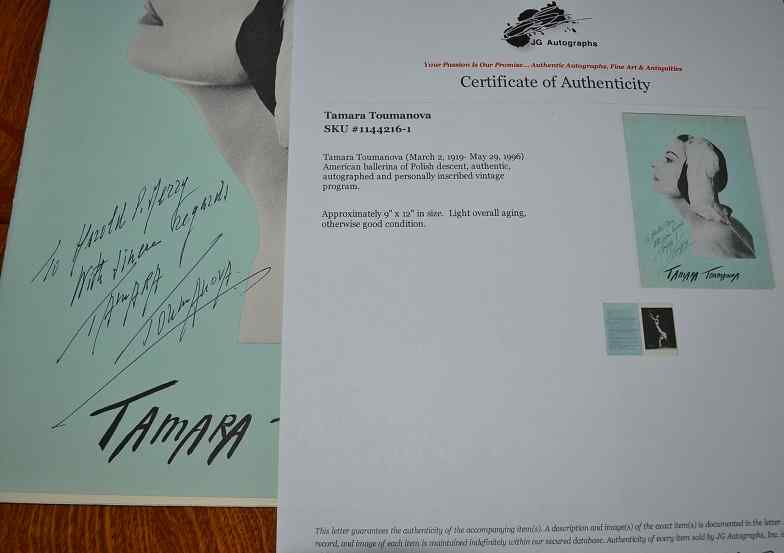 To Harold P. Merry
With Sincere Regards
TAMARA
TOUMANOVA
TAMARA
JG Autographs
Your Passion Is Our Promise... Authentic Autographs, Fine Art & Antiquities
Certificate of Authenticity
Tamara Toumanova
SKU #1144216-1
Tamara Toumanova (March 2, 1919- May 29, 1996)
American ballerina of Polish descent, authentic,
autographed and personally inscribed vintage
program.
Approximately 9" x 12" in size. Light overall aging,
otherwise good condition.
TAMARA TOUMANOVA
This letter guarantees the authenticity of the accompanying item(s). A description and image(s) of the exact item(s) is documented in the letter
record, and image of each item is maintained indefinitely within our secured database. Authenticity of every item sold by JG Autographs, Inc.